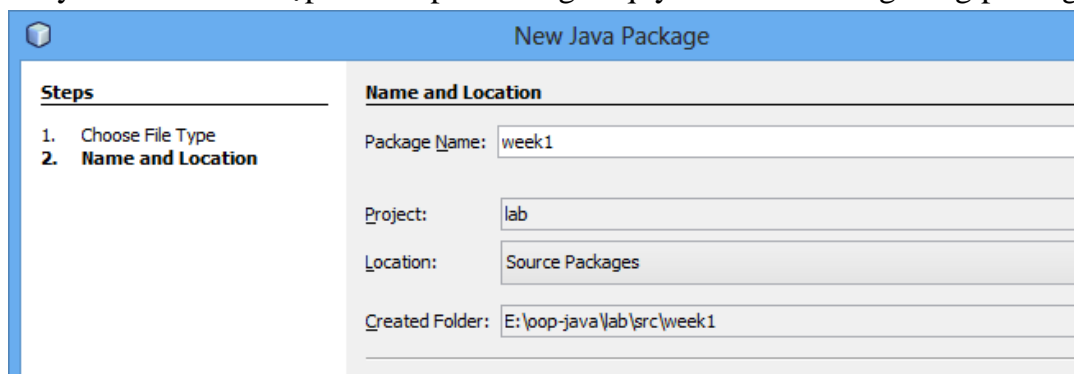 New Java Package
Steps
1. Choose File Type
2. Name and Location
Name and Location
Package Name: week1
Project: lab
Location: Source Packages
Created Folder: E:\oop-java\lab\src\week1